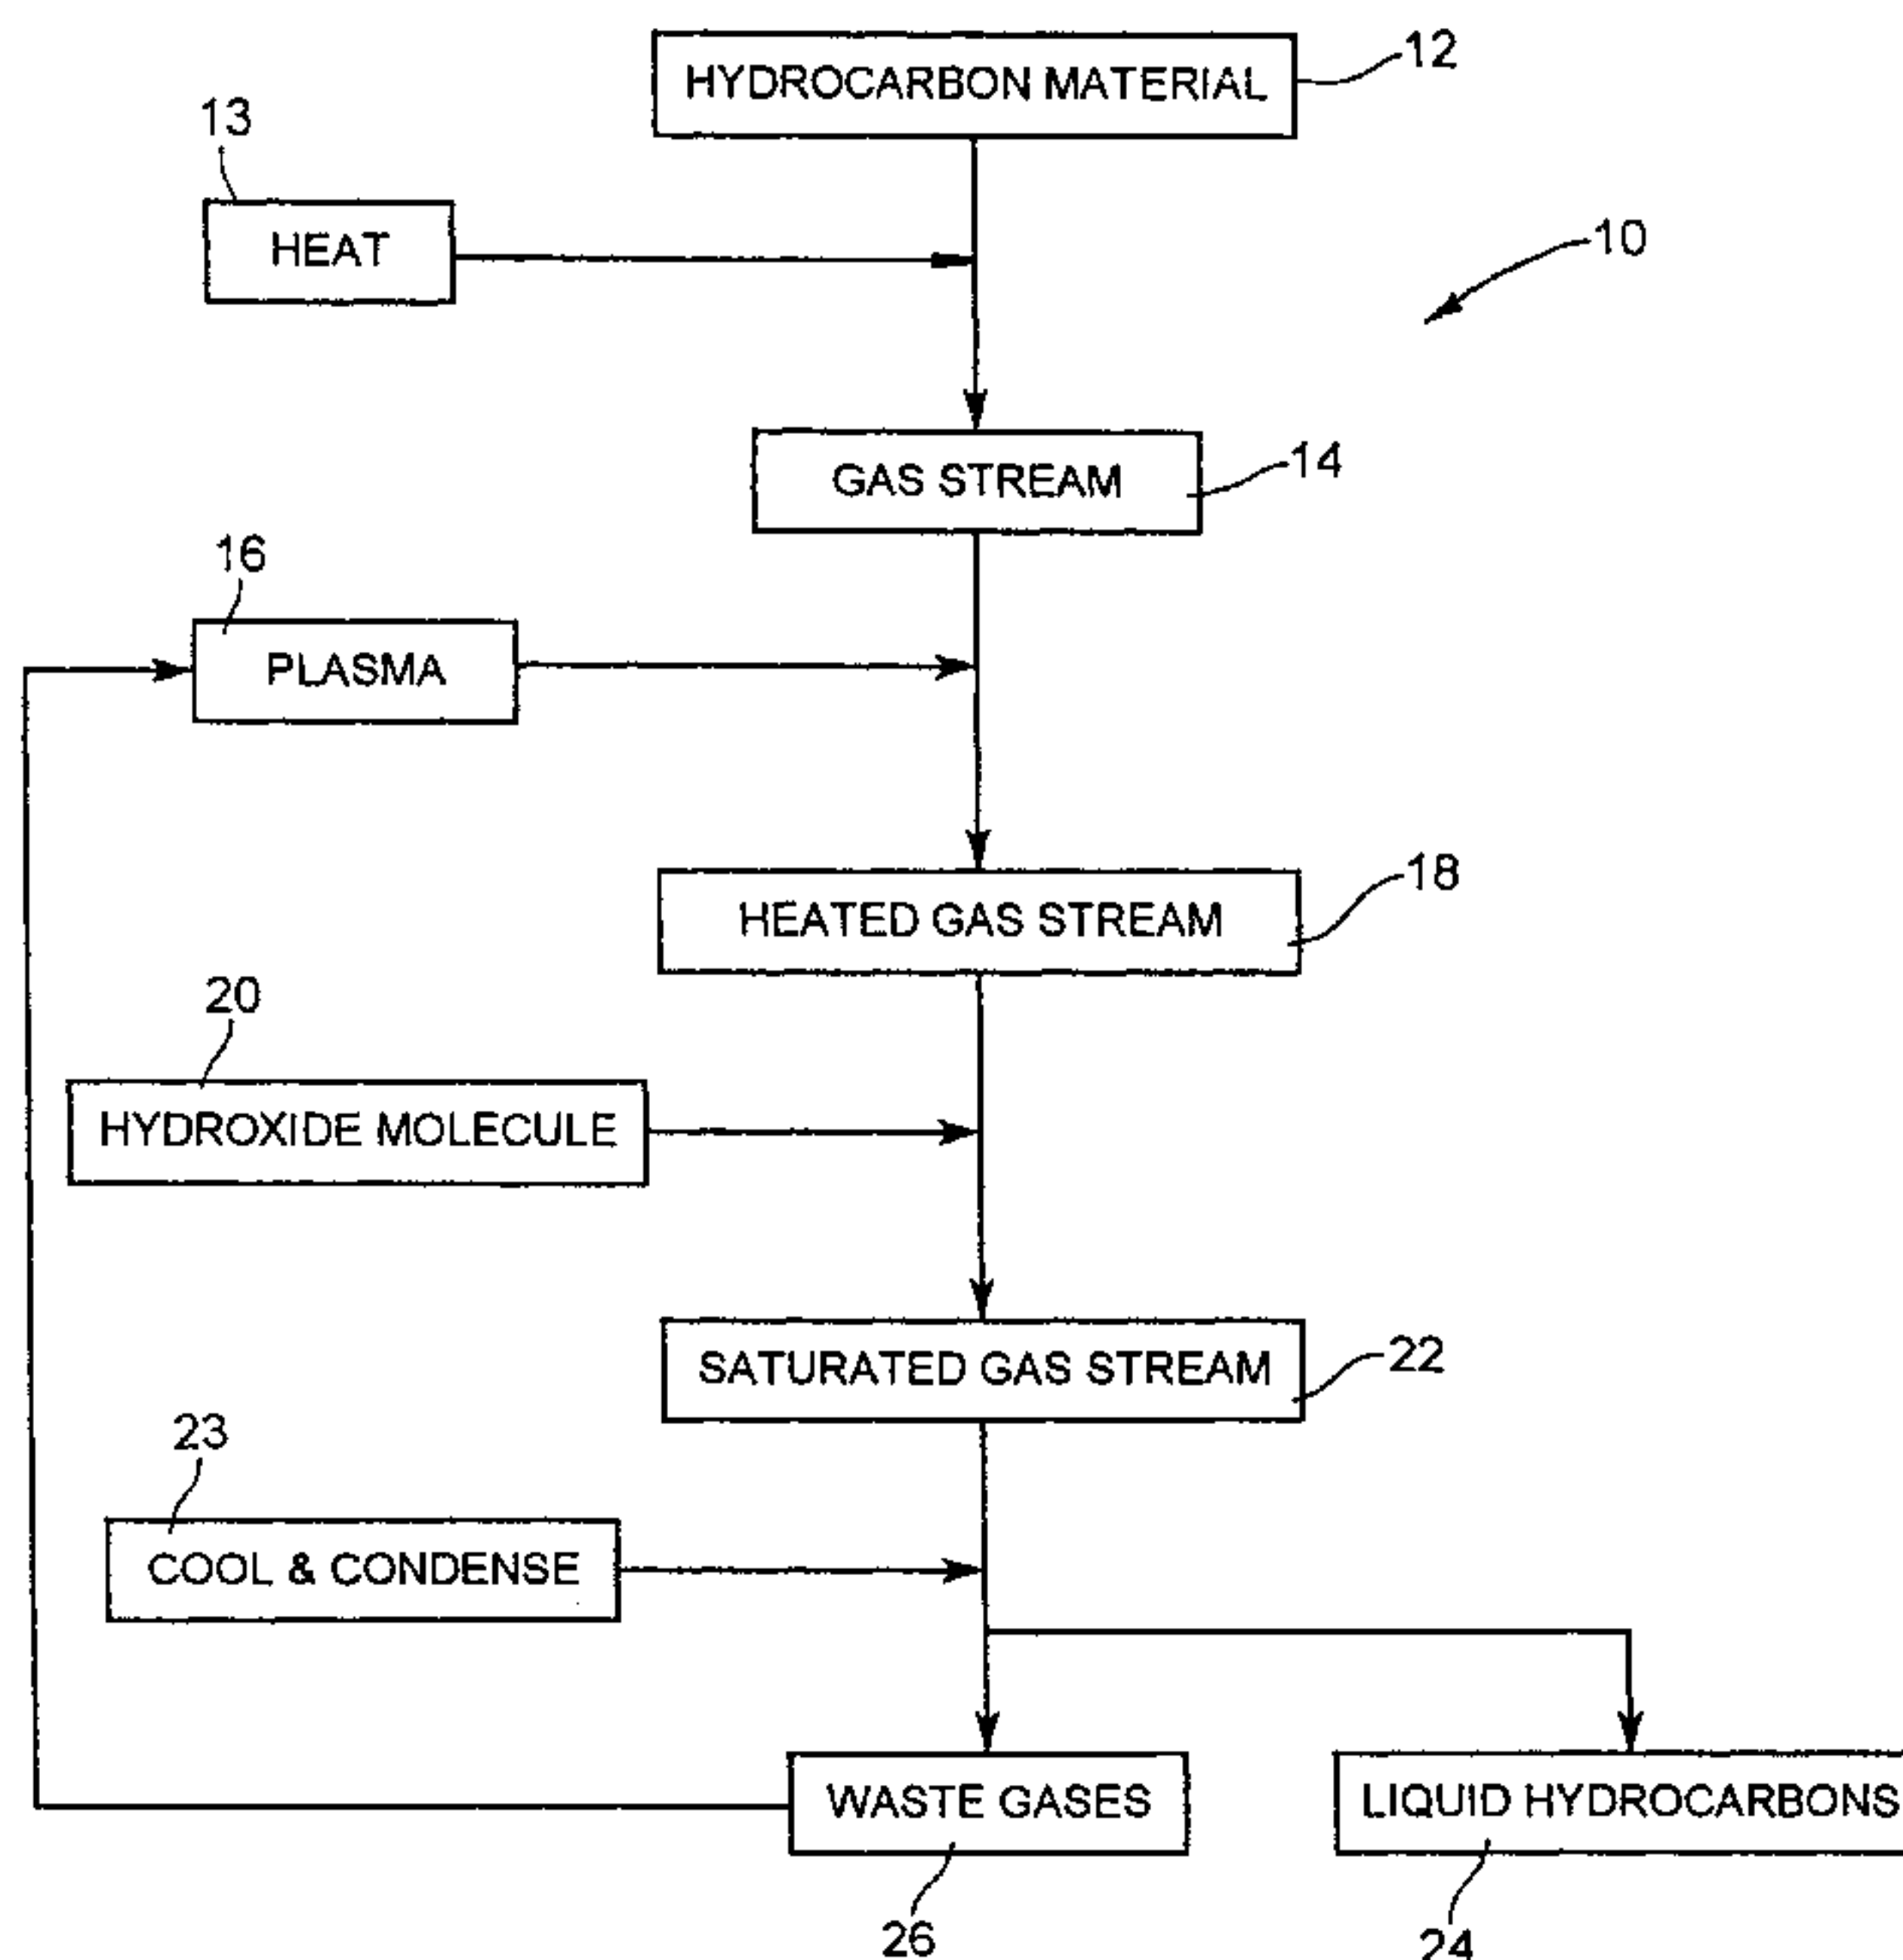 HYDROCARBON MATERIAL
12
13
HEAT
10
GAS STREAM
14
16
PLASMA
HEATED GAS STREAM
18
20
HYDROXIDE MOLECULE
SATURATED GAS STREAM
22
23
COOL & CONDENSE
WASTE GASES
LIQUID HYDROCARBONS
26
24